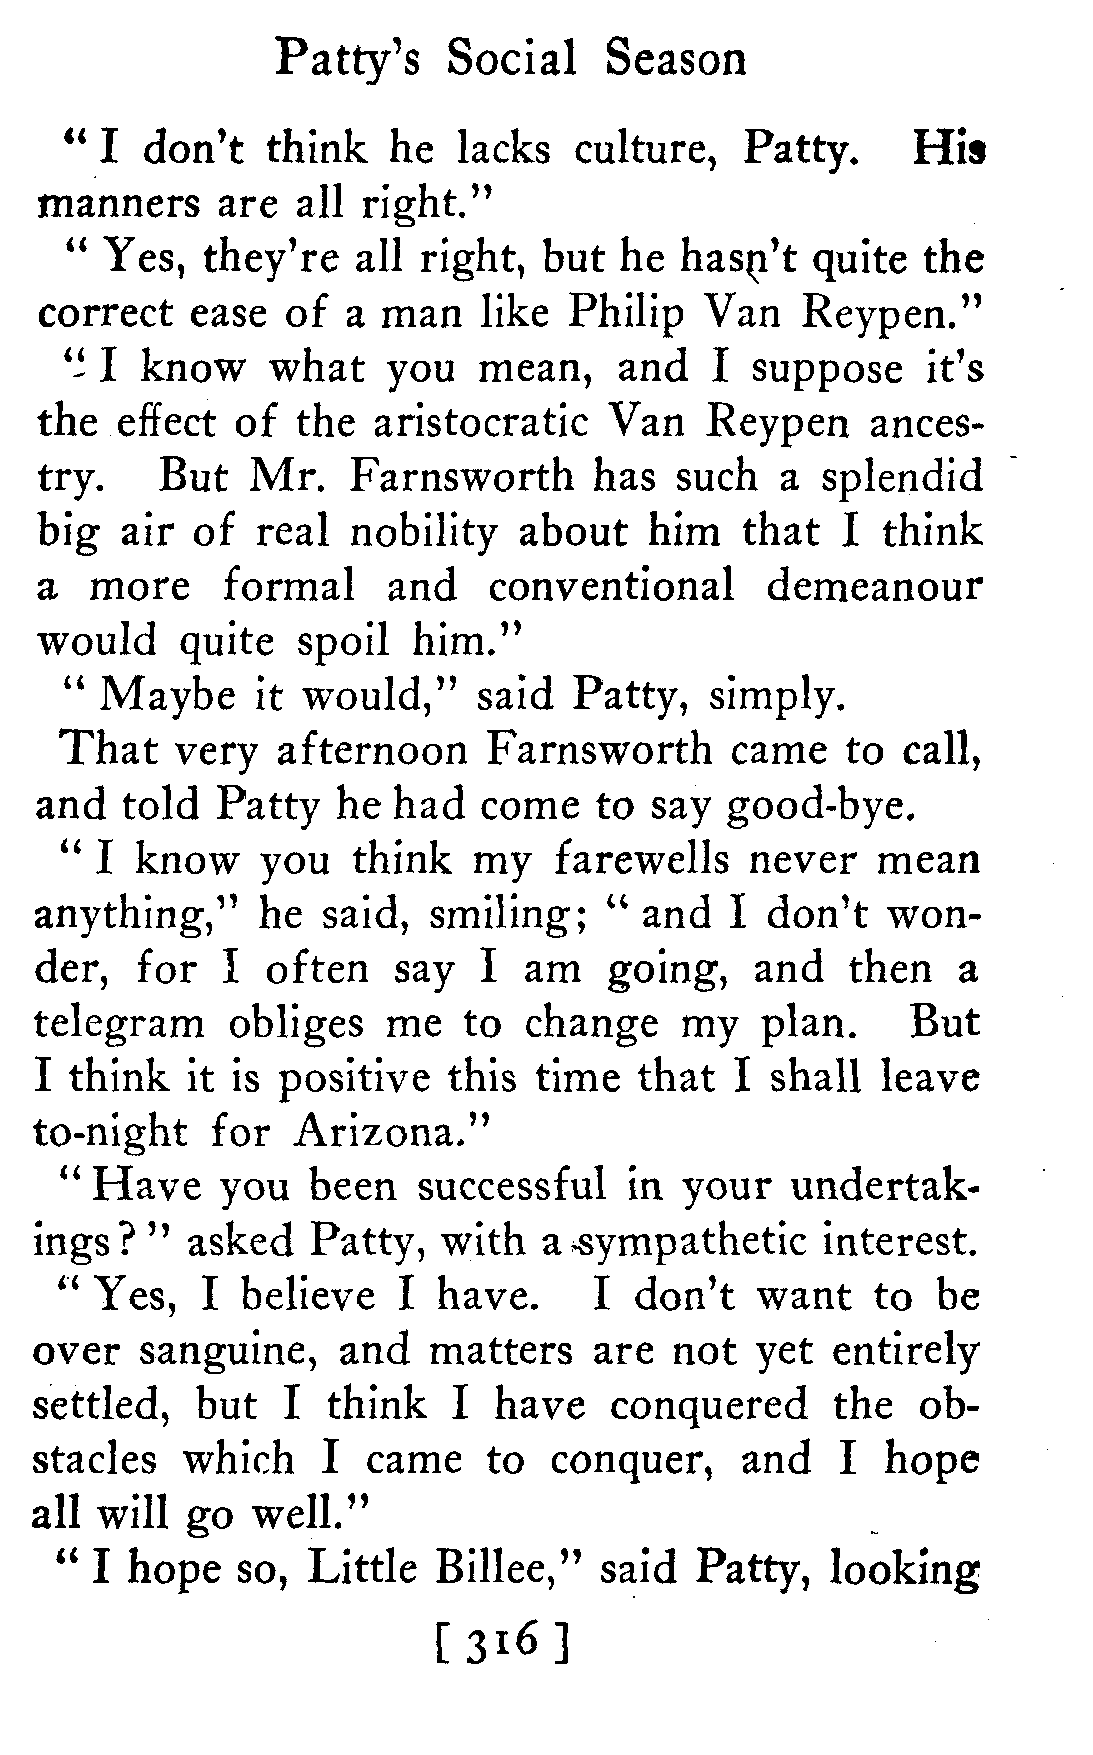 Patty's Social Season
" I don't think he lacks culture, Patty. His
manners are all right."
" Yes, they're all right, but he hasn't quite the
correct ease of a man like Philip Van Reypen."
" I know what you mean, and I suppose it's
the effect of the aristocratic Van Reypen ances-
try. But Mr. Farnsworth has such a splendid
big air of real nobility about him that I think
a more formal and conventional demeanour
would quite spoil him."
" Maybe it would," said Patty, simply.
That very afternoon Farnsworth came to call,
and told Patty he had come to say good-bye.
" I know you think my farewells never mean
anything," he said, smiling; " and I don't won-
der, for I often say I am going, and then a
telegram obliges me to change my plan. But
I think it is positive this time that I shall leave
to-night for Arizona."
" Have you been successful in your undertak-
ings? " asked Patty, with a sympathetic interest.
" Yes, I believe I have. I don't want to be
over sanguine, and matters are not yet entirely
settled, but I think I have conquered the ob-
stacles which I came to conquer, and I hope
all will go well."
" I hope so, Little Billee," said Patty, looking
[ 316 ]